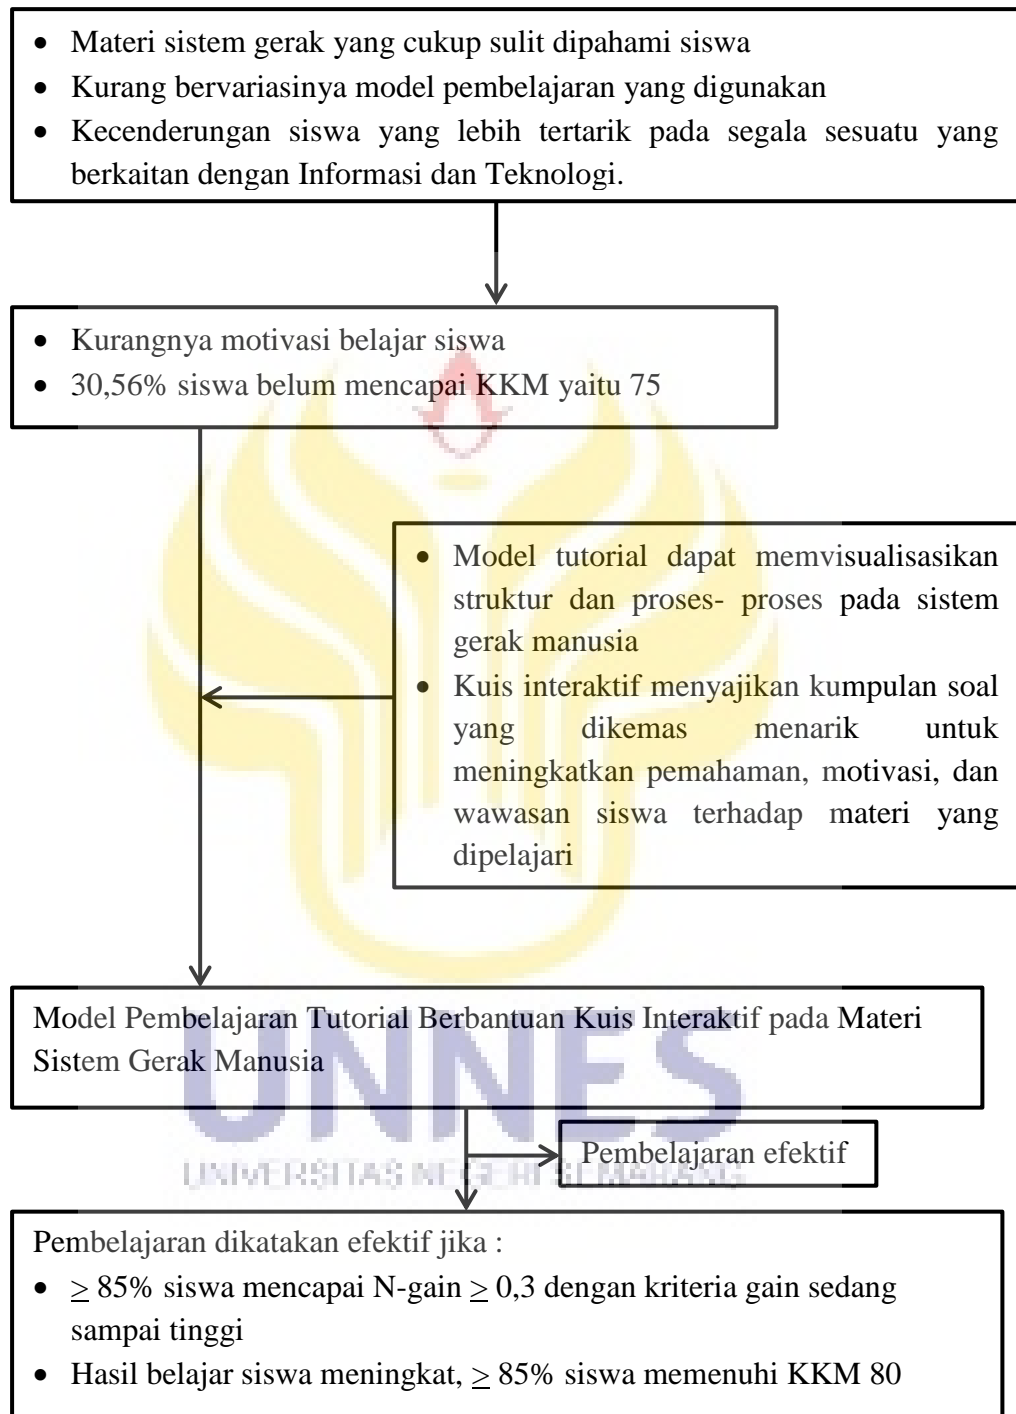 • Materi sistem gerak yang cukup sulit dipahami siswa
• Kurang bervariasinya model pembelajaran yang digunakan
• Kecenderungan siswa yang lebih tertarik pada segala sesuatu yang
berkaitan dengan Informasi dan Teknologi.
• Kurangnya motivasi belajar siswa
• 30,56% siswa belum mencapai KKM yaitu 75
• Model tutorial dapat memvisualisasikan
struktur dan proses- proses pada sistem
gerak manusia
• Kuis interaktif menyajikan kumpulan soal
yang dikemas menarik untuk
meningkatkan pemahaman, motivasi, dan
wawasan siswa terhadap materi yang
dipelajari
Model Pembelajaran Tutorial Berbantuan Kuis Interaktif pada Materi
Sistem Gerak Manusia
UNNES
Pembelajaran efektif
UNIVERSITAS NEGERI SEMARANG
Pembelajaran dikatakan efektif jika :
• ≥ 85% siswa mencapai N-gain ≥ 0,3 dengan kriteria gain sedang
sampai tinggi
• Hasil belajar siswa meningkat, ≥ 85% siswa memenuhi KKM 80